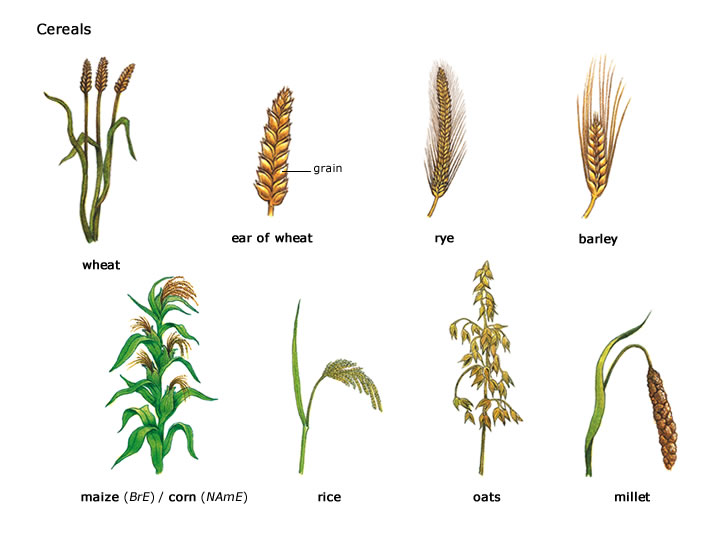 Cereals
grain
ear of wheat
rye
barley
wheat
maize (BrE) / corn (NAmE)
rice
oats
millet